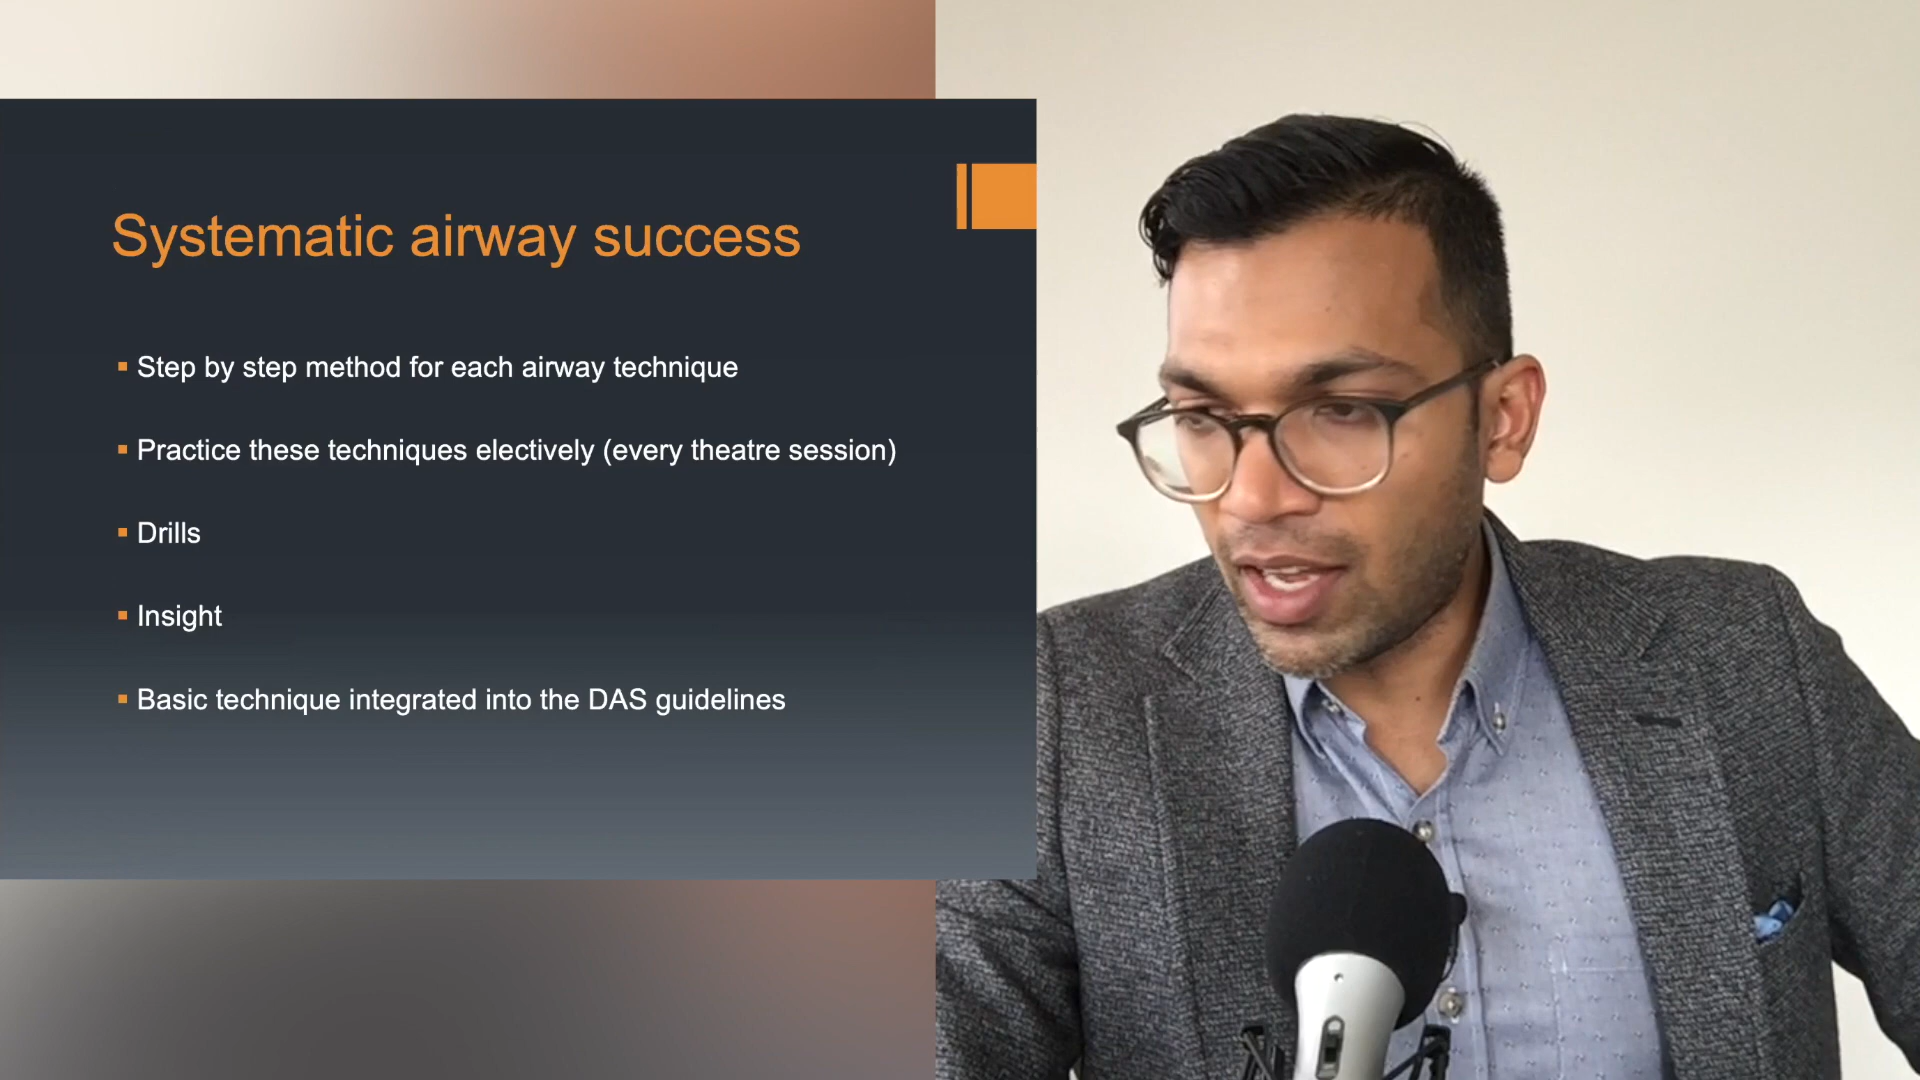 Systematic airway success
Step by step method for each airway technique
Practice these techniques electively (every theatre session)
Drills
Insight
Basic technique integrated into the DAS guidelines